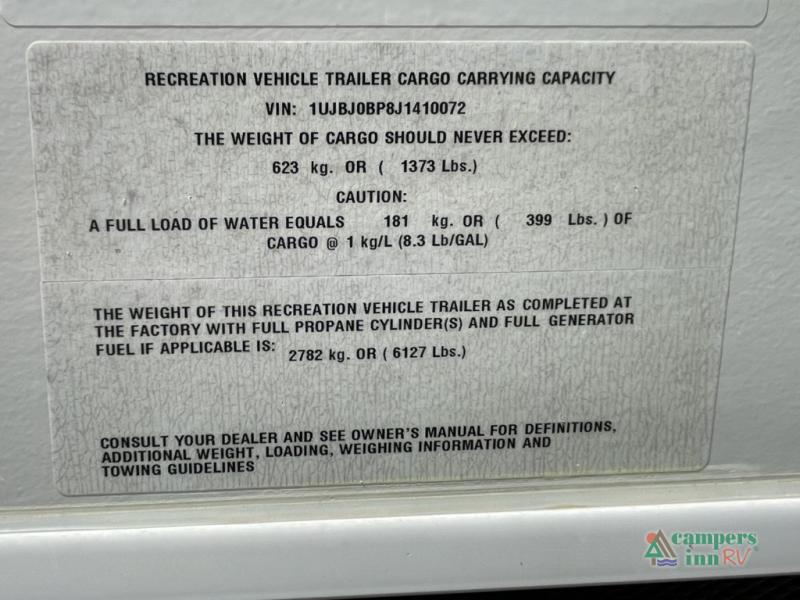 RECREATION VEHICLE TRAILER CARGO CARRYING CAPACITY
VIN: 1UJBJ0BP8J1410072
THE WEIGHT OF CARGO SHOULD NEVER EXCEED:
623 kg. OR ( 1373 Lbs.)
CAUTION:
A FULL LOAD OF WATER EQUALS 181 kg. OR ( 399 Lbs. ) OF
CARGO @ 1 kg/L (8.3 Lb/GAL)
THE WEIGHT OF THIS RECREATION VEHICLE TRAILER AS COMPLETED AT
THE FACTORY WITH FULL PROPANE CYLINDER(S) AND FULL GENERATOR
FUEL IF APPLICABLE IS: 2782 kg. OR ( 6127 Lbs.)
CONSULT YOUR DEALER AND SEE OWNER'S MANUAL FOR DEFINITIONS,
ADDITIONAL WEIGHT, LOADING, WEIGHING INFORMATION AND
TOWING GUIDELINES
campers
inn RV